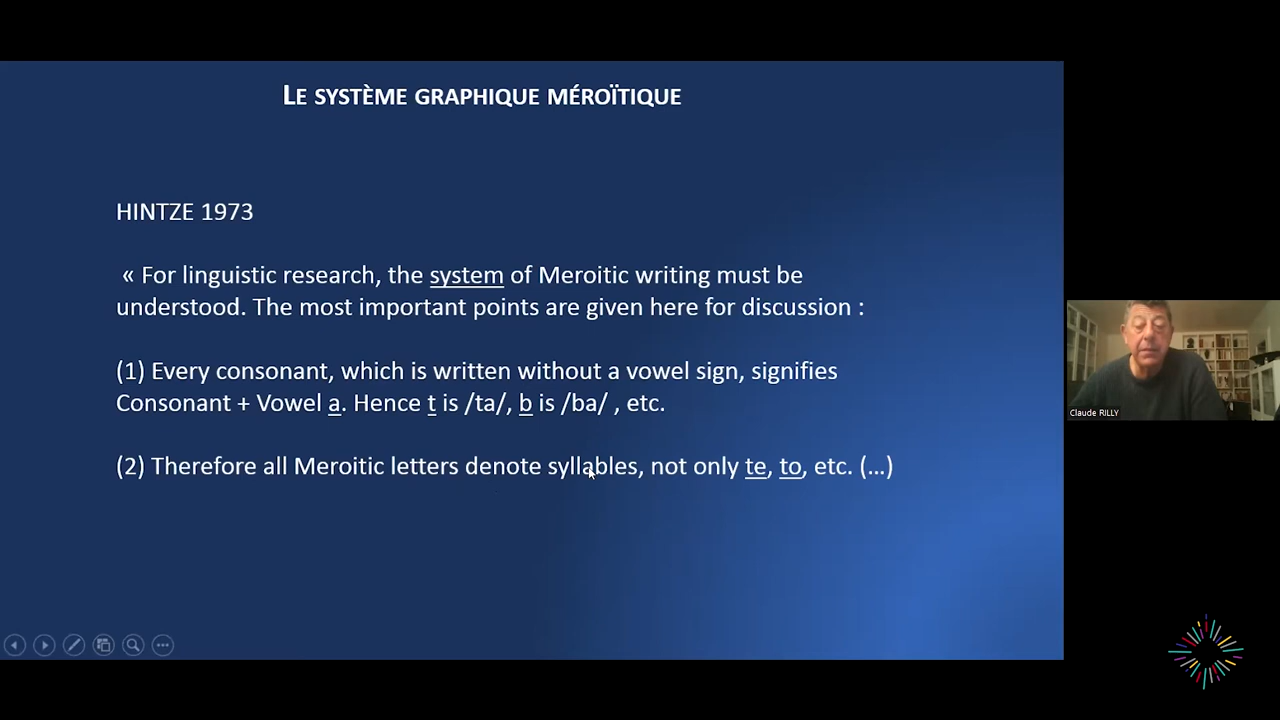 LE SYSTÈME GRAPHIQUE MÉROÏTIQUE
HINTZE 1973
« For linguistic research, the system of Meroitic writing must be
understood. The most important points are given here for discussion :
(1) Every consonant, which is written without a vowel sign, signifies
Consonant + Vowel a. Hence t is /ta/, b is /ba/ , etc.
(2) Therefore all Meroitic letters denote syllables, not only te, to, etc. (…)
Claude RILLY